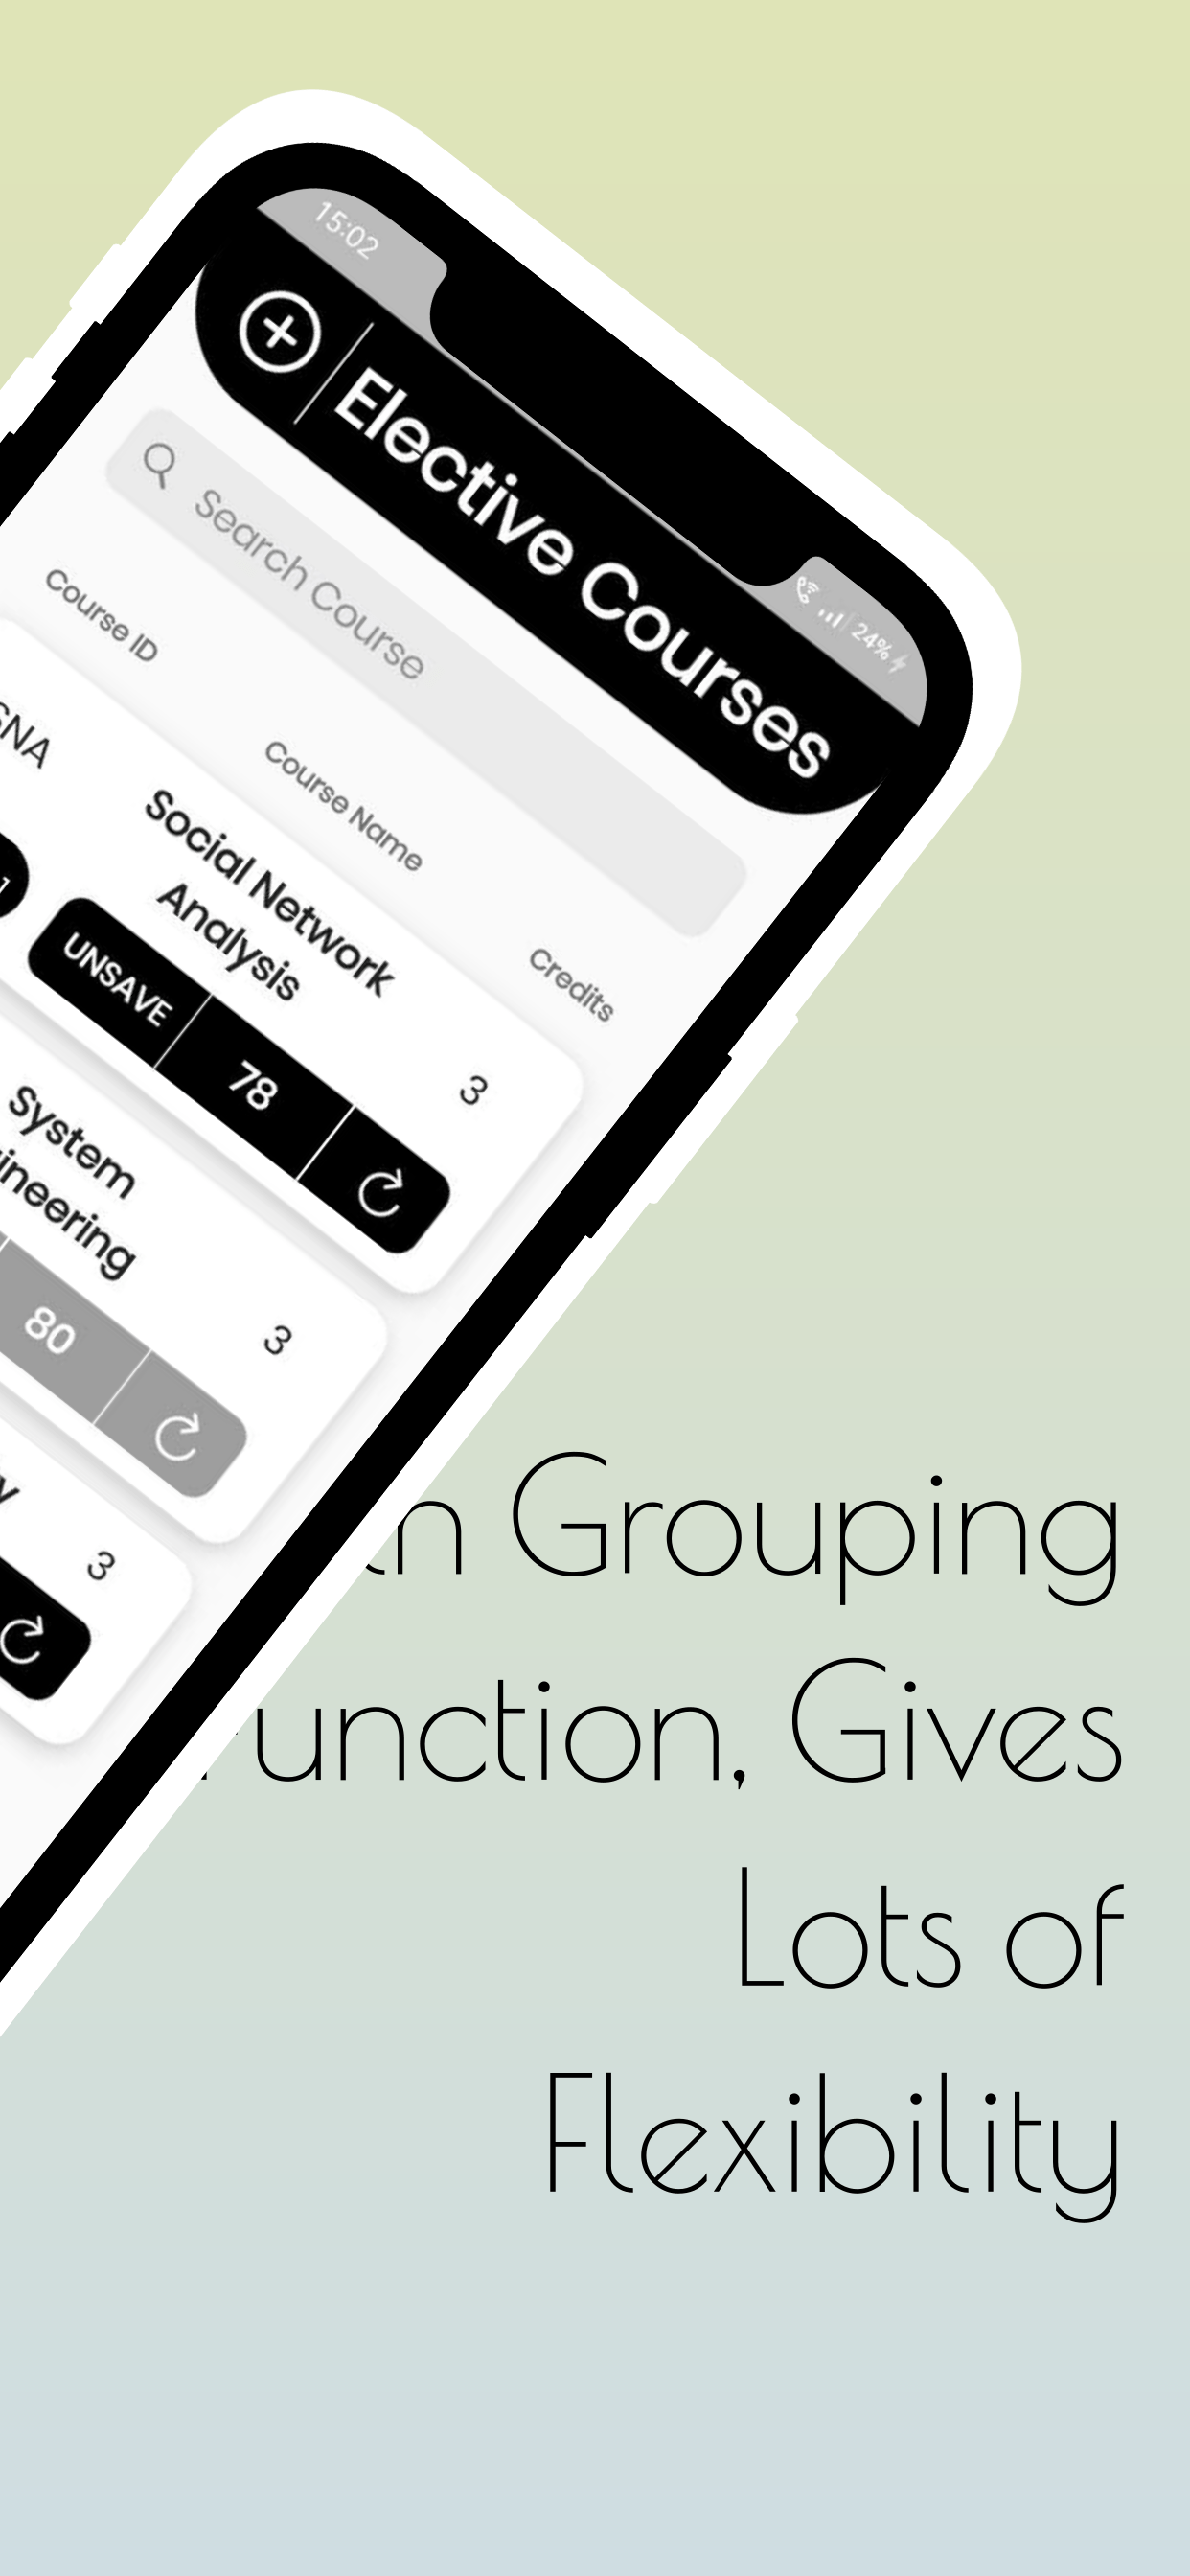 15:02
24%
Elective Courses
Search Course
Course ID
Course Name
Credits
Social Network
Analysis
3
UNSAVE
78
System
3
80
3
Grouping
Gives
Lots of
Flexibility